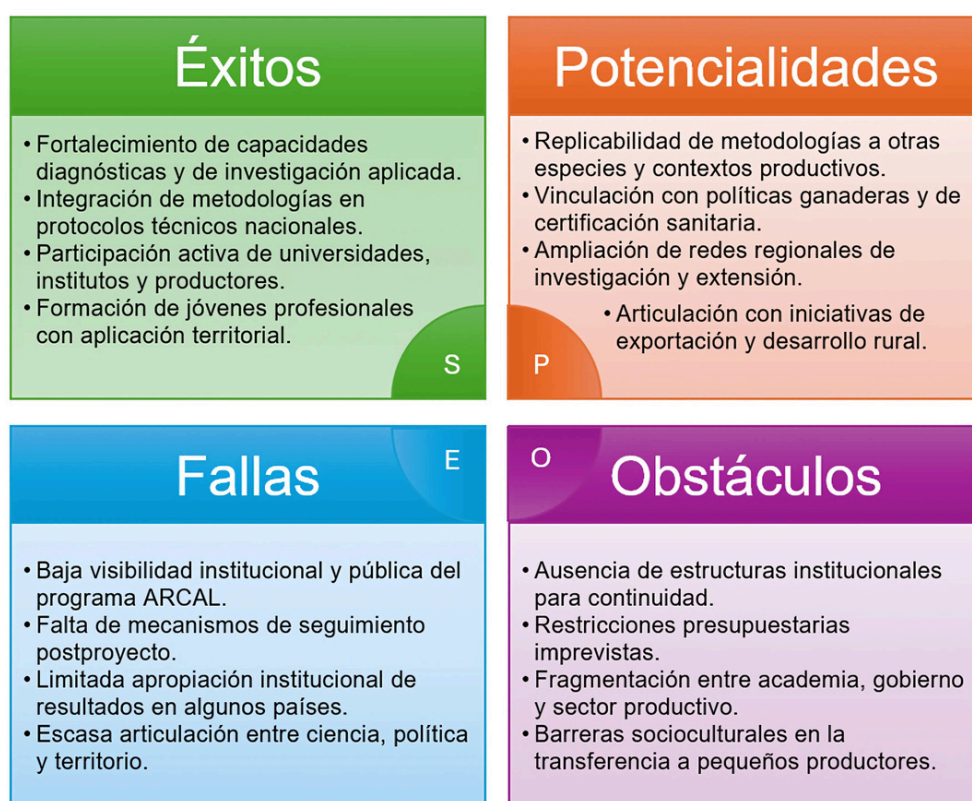 Éxitos
• Fortalecimiento de capacidades
diagnósticas y de investigación aplicada.
• Integración de metodologías en
protocolos técnicos nacionales.
• Participación activa de universidades,
institutos y productores.
• Formación de jóvenes profesionales
con aplicación territorial.
S
Potencialidades
• Replicabilidad de metodologías a otras
especies y contextos productivos.
• Vinculación con políticas ganaderas y de
certificación sanitaria.
• Ampliación de redes regionales de
investigación y extensión.
• Articulación con iniciativas de
exportación y desarrollo rural.
P
Fallas
E
• Baja visibilidad institucional y pública del
programa ARCAL.
• Falta de mecanismos de seguimiento
postproyecto.
• Limitada apropiación institucional de
resultados en algunos países.
• Escasa articulación entre ciencia, política
y territorio.
O
Obstáculos
• Ausencia de estructuras institucionales
para continuidad.
• Restricciones presupuestarias
imprevistas.
• Fragmentación entre academia, gobierno
y sector productivo.
• Barreras socioculturales en la
transferencia a pequeños productores.